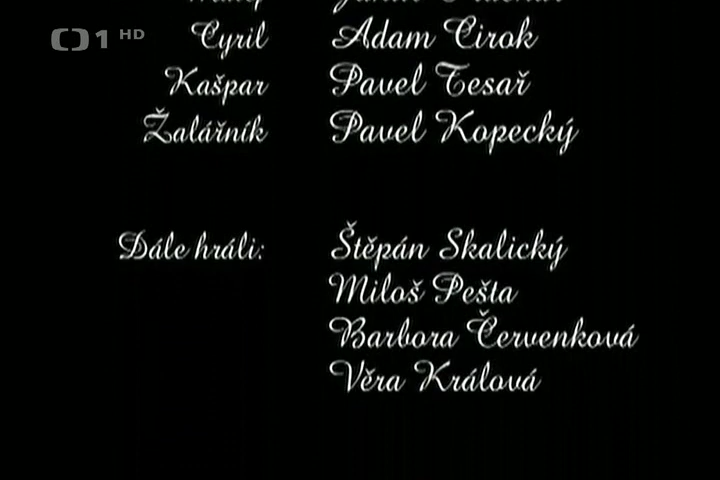 1 HD
Cyril Adam Cirok
Kašpar Pavel Tesař
Žalářník Pavel Kopecký
Dále hráli: Štěpán Skalický
Miloš Pešta
Barbora Červenková
Věra Králová